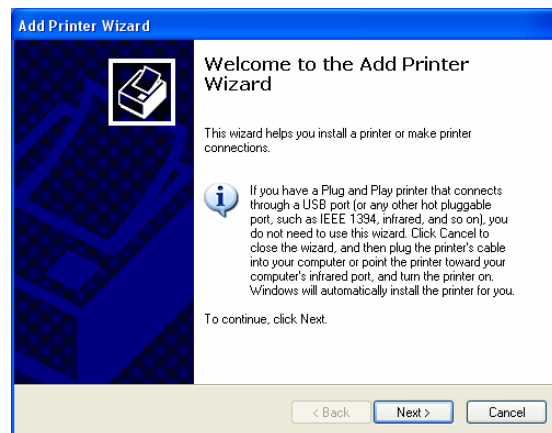 Add Printer Wizard
Welcome to the Add Printer
Wizard
This wizard helps you install a printer or make printer
connections.
If you have a Plug and Play printer that connects
through a USB port (or any other hot pluggable
port, such as IEEE 1394, infrared, and so on), you
do not need to use this wizard. Click Cancel to
close the wizard, and then plug the printer's cable
into your computer or point the printer toward your
computer's infrared port, and turn the printer on.
Windows will automatically install the printer for you.
To continue, click Next.
< Back Next > Cancel